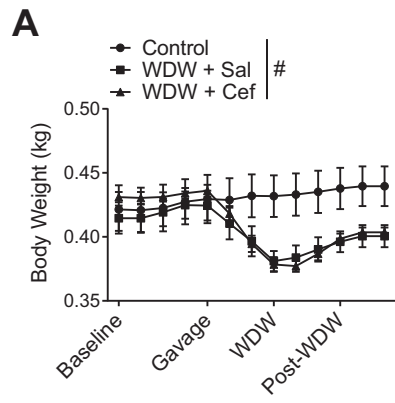 A
Control
WDW + Sal
WDW + Cef
#
0.50
0.45
0.40
0.35
Body Weight (kg)
Baseline
Gavage
WDW
Post-WDW